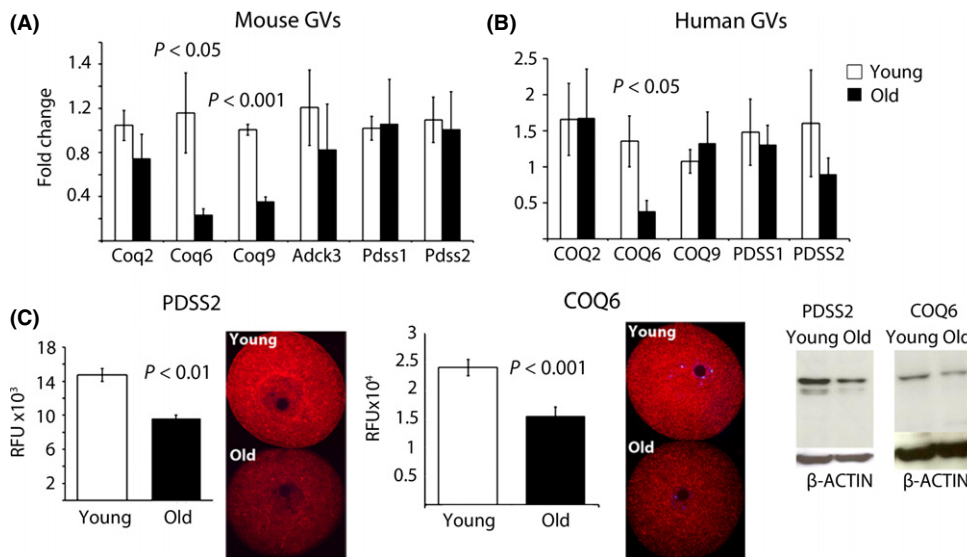 (A) Mouse GVs
Fold change
1.4
1.2
0.8
0.4
P < 0.05
P < 0.001
Coq2 Coq6 Coq9 Adck3 Pdss1 Pdss2
(B) Human GVs
2.5
2
1.5
1
0.5
P < 0.05
Young
Old
COQ2 COQ6 COQ9 PDSS1 PDSS2
(C)
PDSS2
RFU x10³
18
14
10
6
2
P < 0.01
Young Old
Young
Old
COQ6
RFUx10⁴
2.5
2
1.5
1
0.5
P < 0.001
Young Old
Young
Old
PDSS2 COQ6
Young Old Young Old
β-ACTIN β-ACTIN